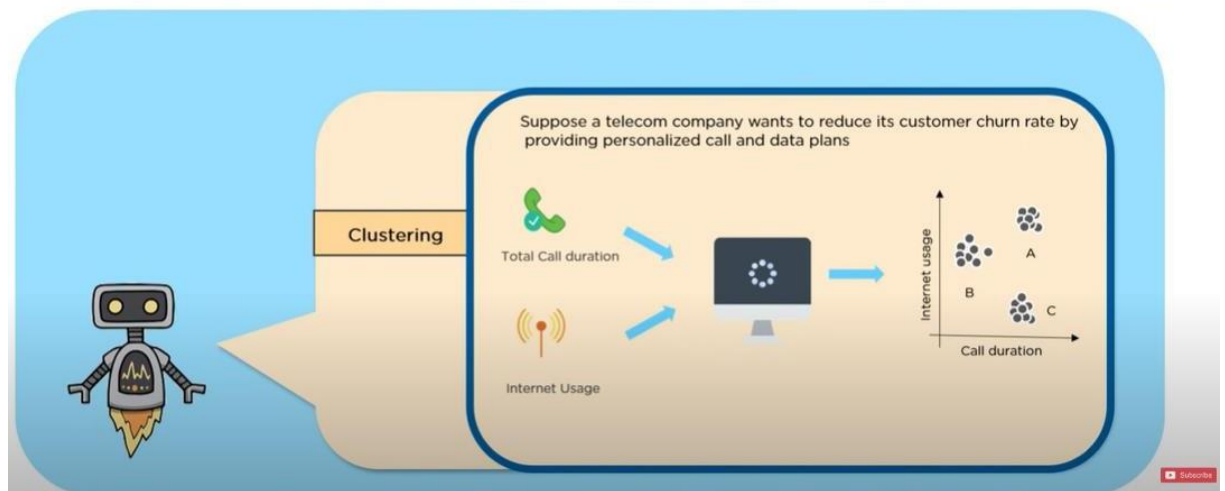 Suppose a telecom company wants to reduce its customer churn rate by
providing personalized call and data plans
Clustering
Total Call duration
Internet Usage
Internet usage
A
B
C
Call duration
Subscribe